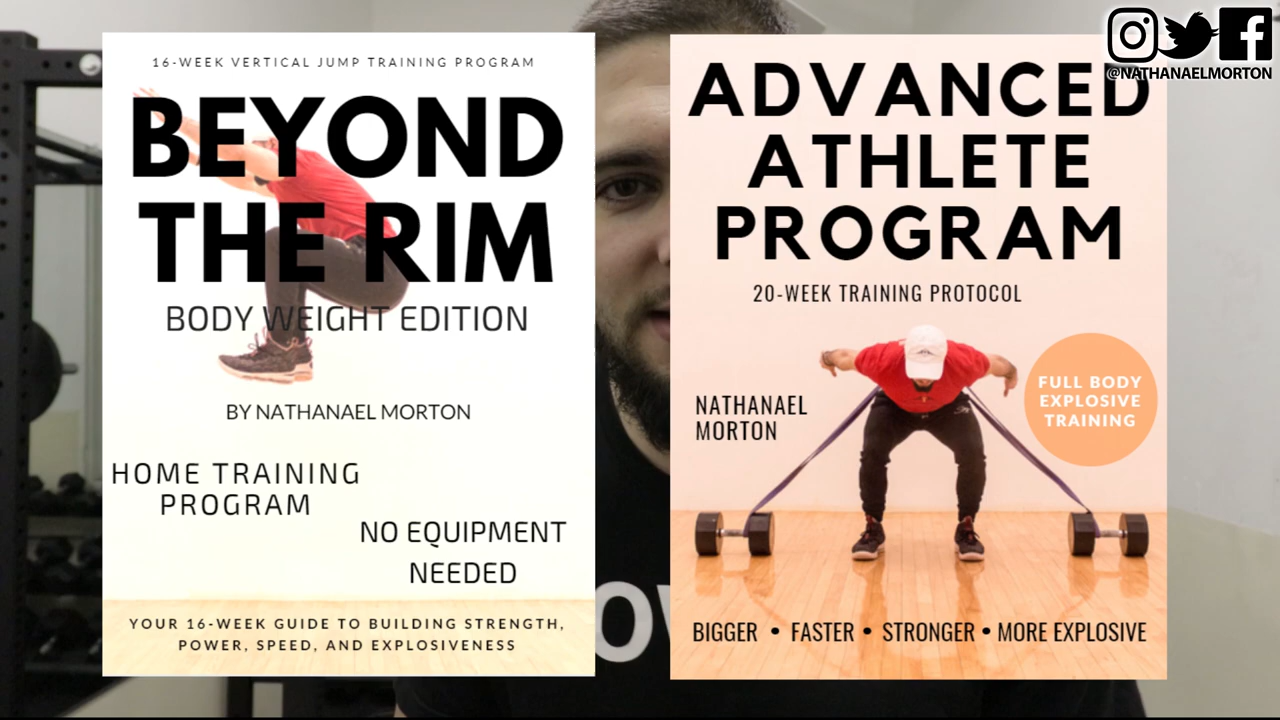 16-WEEK VERTICAL JUMP TRAINING PROGRAM
BEYOND
THE RIM
BODY WEIGHT EDITION
BY NATHANAEL MORTON
HOME TRAINING
PROGRAM
NO EQUIPMENT
NEEDED
YOUR 16-WEEK GUIDE TO BUILDING STRENGTH,
POWER, SPEED, AND EXPLOSIVENESS
@NATHANAELMORTON
ADVANCED
ATHLETE
PROGRAM
20-WEEK TRAINING PROTOCOL
NATHANAEL
MORTON
FULL BODY
EXPLOSIVE
TRAINING
BIGGER • FASTER • STRONGER • MORE EXPLOSIVE